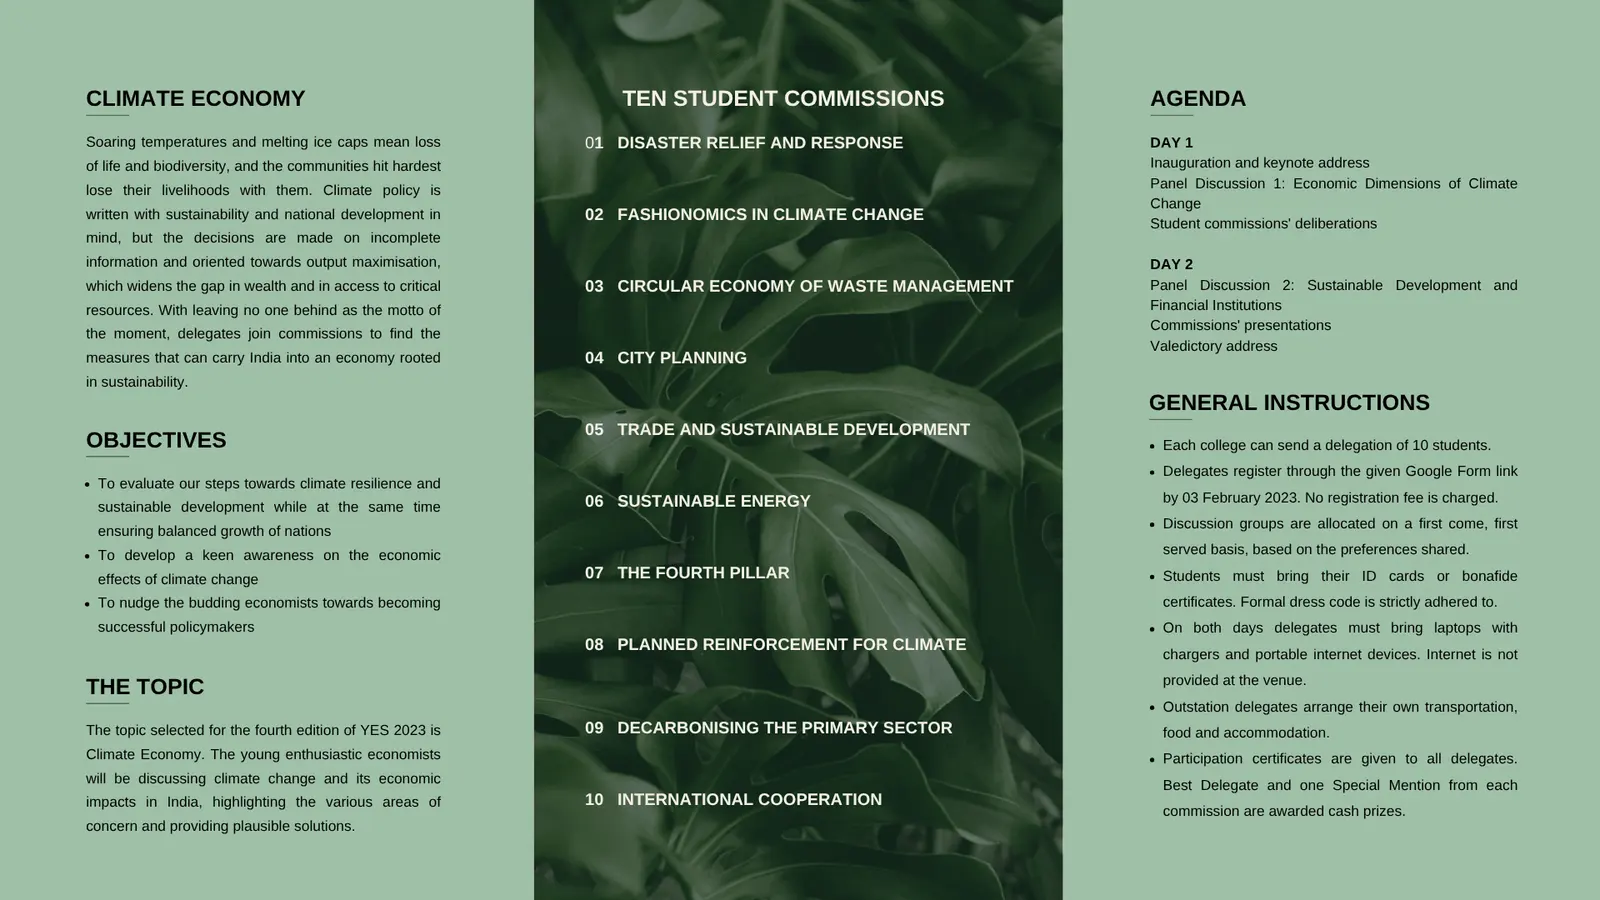 CLIMATE ECONOMY
Soaring temperatures and melting ice caps mean loss
of life and biodiversity, and the communities hit hardest
lose their livelihoods with them. Climate policy is
written with sustainability and national development in
mind, but the decisions are made on incomplete
information and oriented towards output maximisation,
which widens the gap in wealth and in access to critical
resources. With leaving no one behind as the motto of
the moment, delegates join commissions to find the
measures that can carry India into an economy rooted
in sustainability.
OBJECTIVES
• To evaluate our steps towards climate resilience and
sustainable development while at the same time
ensuring balanced growth of nations
• To develop a keen awareness on the economic
effects of climate change
• To nudge the budding economists towards becoming
successful policymakers
THE TOPIC
The topic selected for the fourth edition of YES 2023 is
Climate Economy. The young enthusiastic economists
will be discussing climate change and its economic
impacts in India, highlighting the various areas of
concern and providing plausible solutions.
TEN STUDENT COMMISSIONS
01 DISASTER RELIEF AND RESPONSE
02 FASHIONOMICS IN CLIMATE CHANGE
03 CIRCULAR ECONOMY OF WASTE MANAGEMENT
04 CITY PLANNING
05 TRADE AND SUSTAINABLE DEVELOPMENT
06 SUSTAINABLE ENERGY
07 THE FOURTH PILLAR
08 PLANNED REINFORCEMENT FOR CLIMATE
09 DECARBONISING THE PRIMARY SECTOR
10 INTERNATIONAL COOPERATION
AGENDA
DAY 1
Inauguration and keynote address
Panel Discussion 1: Economic Dimensions of Climate
Change
Student commissions' deliberations
DAY 2
Panel Discussion 2: Sustainable Development and
Financial Institutions
Commissions' presentations
Valedictory address
GENERAL INSTRUCTIONS
• Each college can send a delegation of 10 students.
• Delegates register through the given Google Form link
by 03 February 2023. No registration fee is charged.
• Discussion groups are allocated on a first come, first
served basis, based on the preferences shared.
• Students must bring their ID cards or bonafide
certificates. Formal dress code is strictly adhered to.
• On both days delegates must bring laptops with
chargers and portable internet devices. Internet is not
provided at the venue.
• Outstation delegates arrange their own transportation,
food and accommodation.
• Participation certificates are given to all delegates.
Best Delegate and one Special Mention from each
commission are awarded cash prizes.